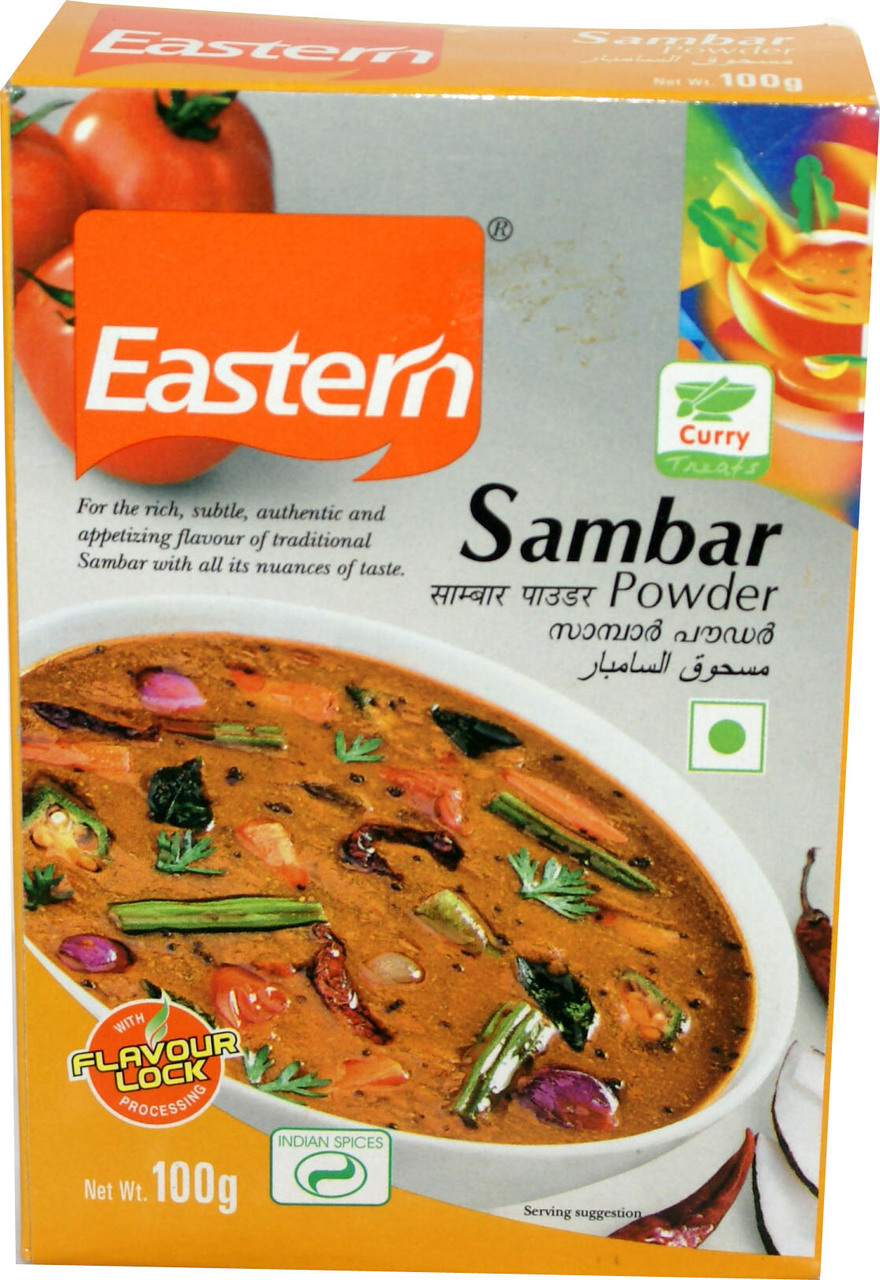 Eastern
Sambar
Powder
مسحوق السامبار
Net Wt. 100g
Eastern ®
Curry
Treats
For the rich, subtle, authentic and
appetizing flavour of traditional
Sambar with all its nuances of taste.
Sambar
साम्बार पाउडर Powder
സാമ്പാർ പൗഡർ
مسحوق السامبار
WITH
FLAVOUR
LOCK
PROCESSING
INDIAN SPICES
Net Wt. 100g
Serving suggestion